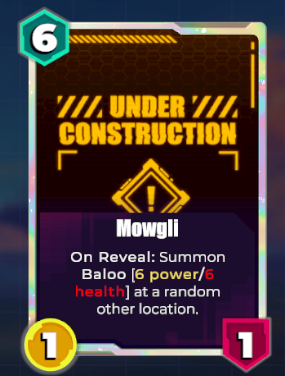 6
UNDER
CONSTRUCTION
!
Mowgli
On Reveal: Summon
Baloo [6 power/6
health] at a random
other location.
1
1